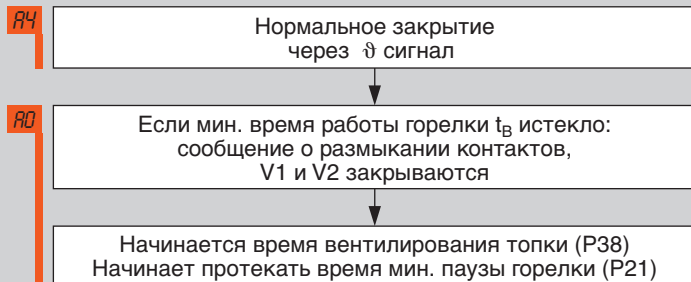 A4
Нормальное закрытие
через ϑ сигнал
A0
Если мин. время работы горелки tB истекло:
сообщение о размыкании контактов,
V1 и V2 закрываются
Начинается время вентилирования топки (P38)
Начинает протекать время мин. паузы горелки (P21)